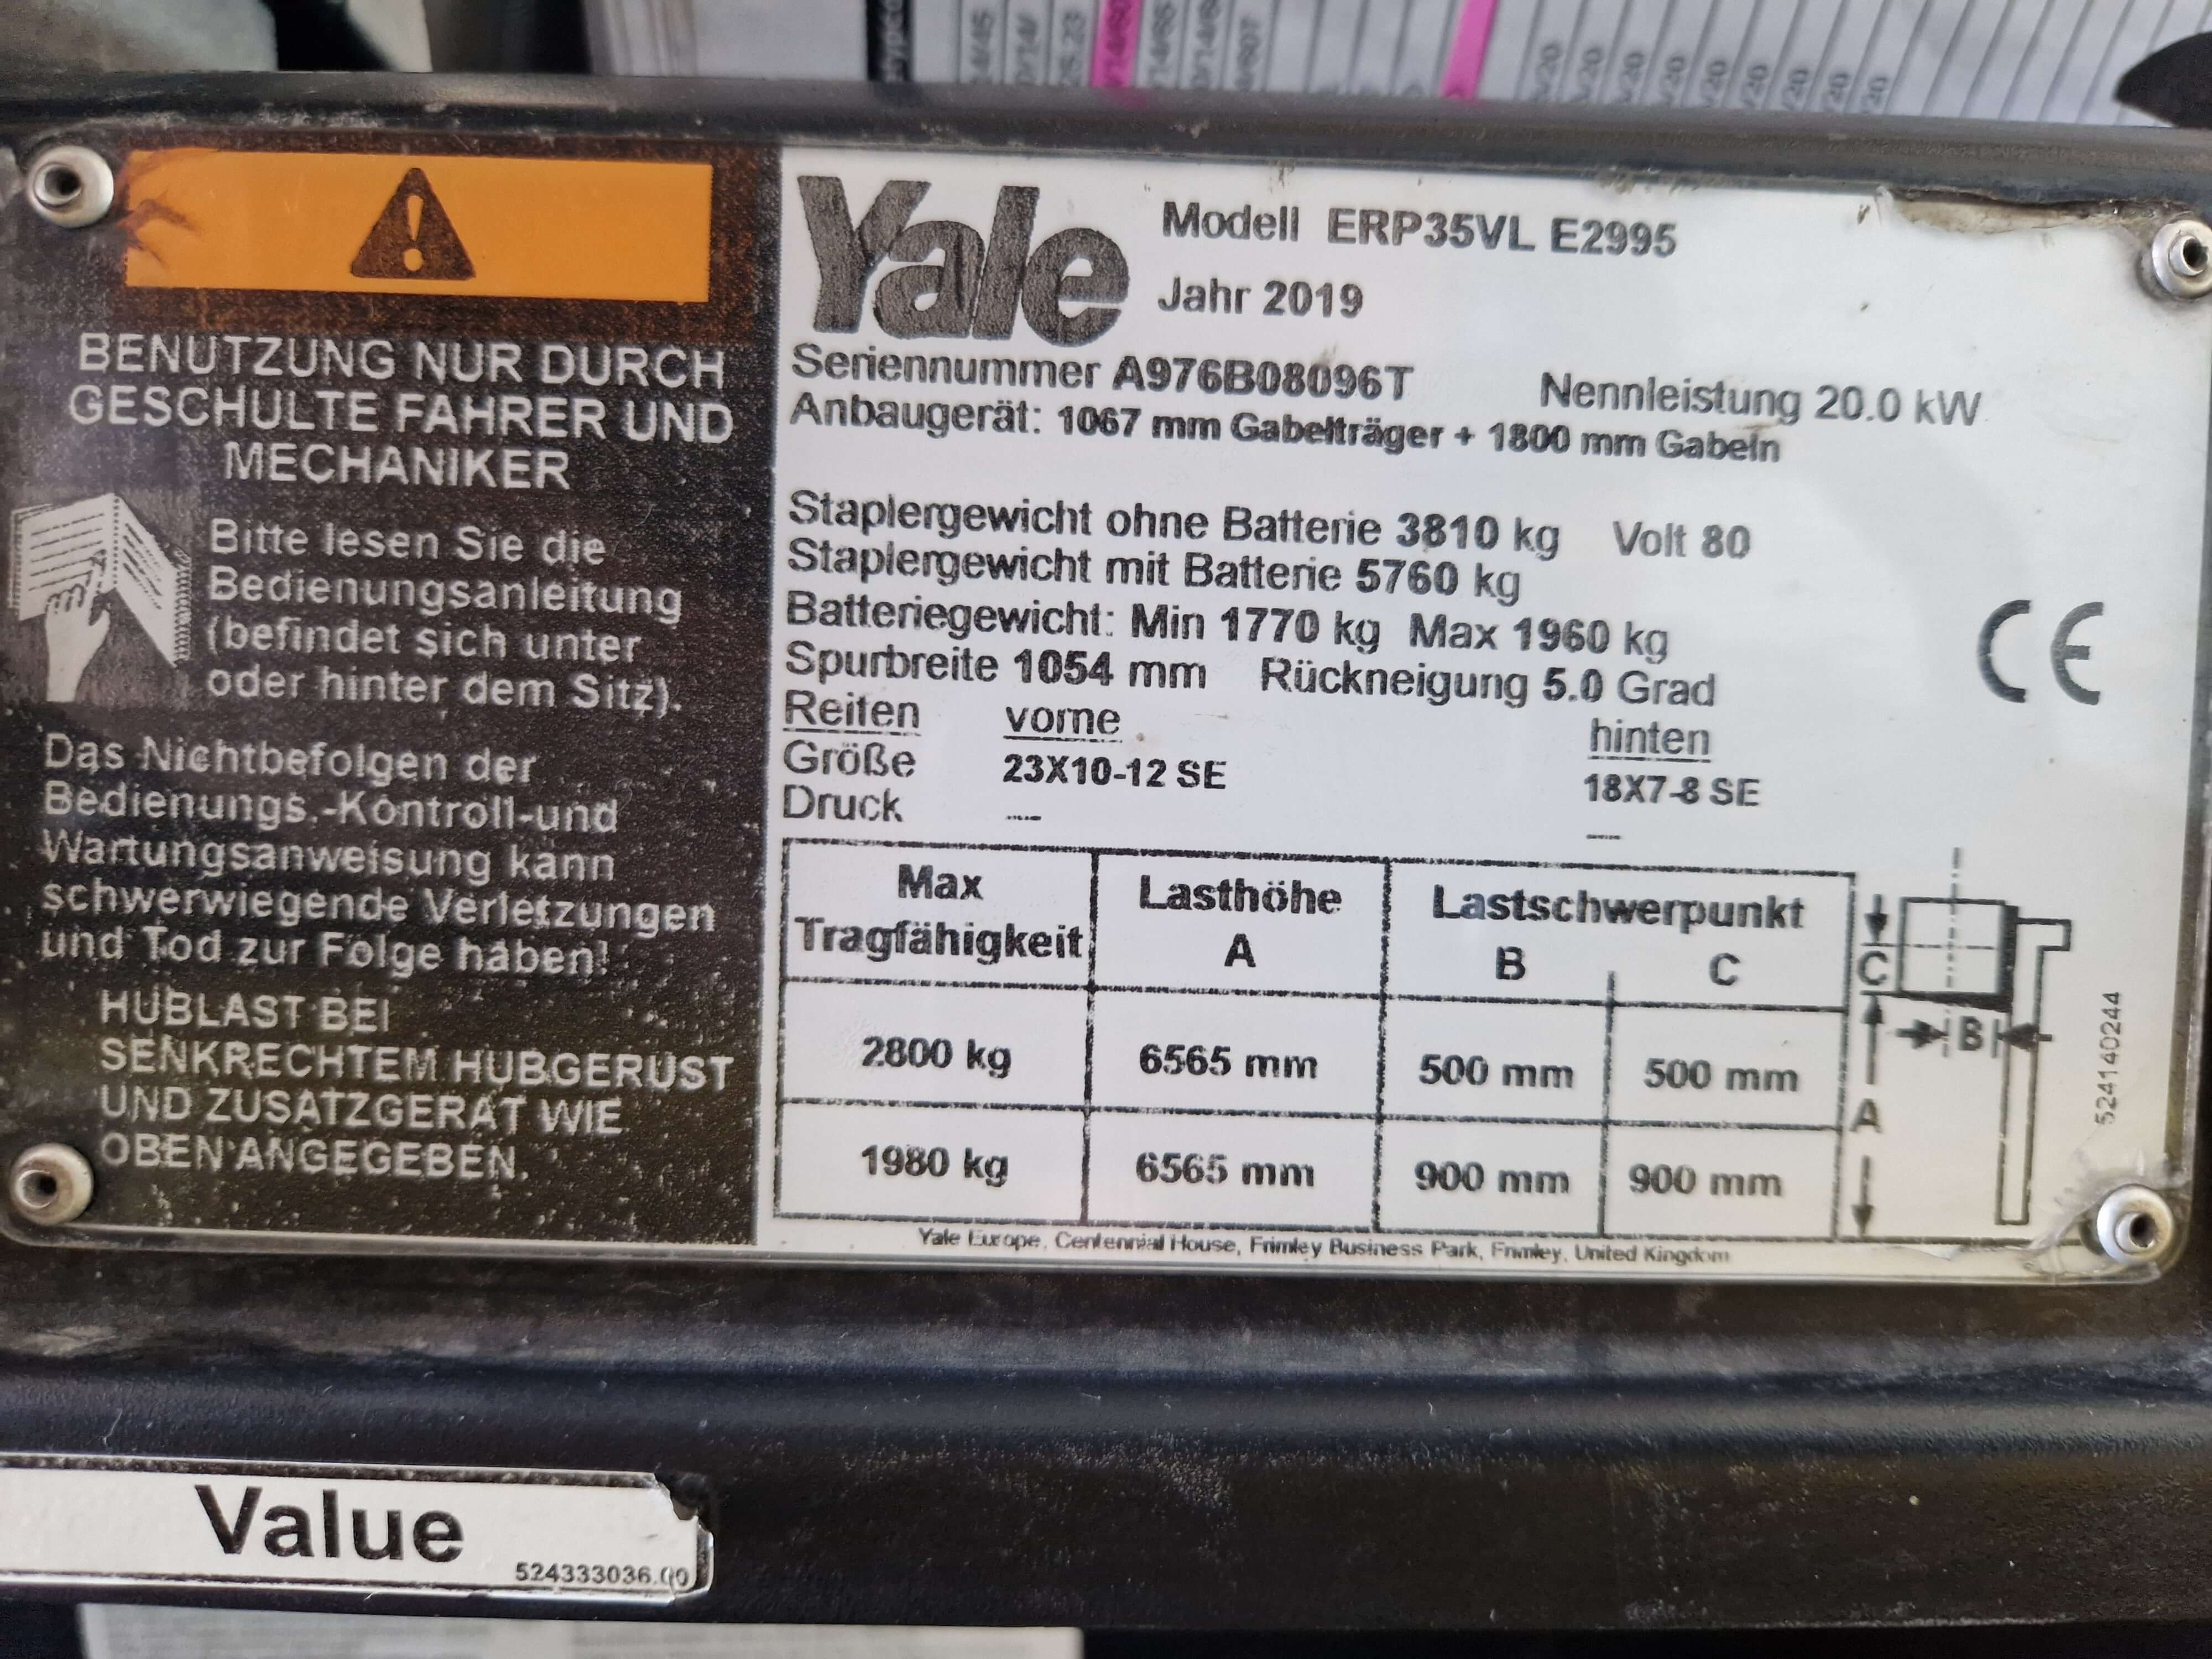 BENUTZUNG NUR DURCH
GESCHULTE FAHRER UND
MECHANIKER
Bitte lesen Sie die
Bedienungsanleitung
(befindet sich unter
oder hinter dem Sitz).
Das Nichtbefolgen der
Bedienungs.-Kontroll-und
Wartungsanweisung kann
schwerwiegende Verletzungen
und Tod zur Folge haben!
HUBLAST BEI
SENKRECHTEM HUBGERUST
UND ZUSATZGERAT WIE
OBEN ANGEGEBEN.
Yale
Modell ERP35VL E2995
Jahr 2019
Seriennummer A976B08096T Nennleistung 20.0 kW
Anbaugerät: 1067 mm Gabelträger + 1800 mm Gabeln
Staplergewicht ohne Batterie 3810 kg Volt 80
Staplergewicht mit Batterie 5760 kg
Batteriegewicht: Min 1770 kg Max 1960 kg
Spurbreite 1054 mm Rückneigung 5.0 Grad
Reifen vorne hinten
Größe 23X10-12 SE 18X7-8 SE
Druck --- ---
CE
Max Tragfähigkeit Lasthöhe A Lastschwerpunkt B C
2800 kg 6565 mm 500 mm 500 mm
1980 kg 6565 mm 900 mm 900 mm
C
B
A
524140244
Yale Europe, Centennial House, Frimley Business Park, Frimley, United Kingdom
Value
524333036.00